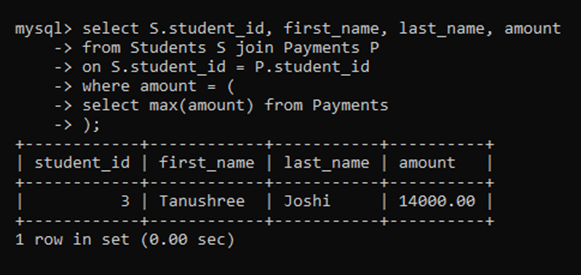 mysql> select S.student_id, first_name, last_name, amount
    -> from Students S join Payments P
    -> on S.student_id = P.student_id
    -> where amount = (
    -> select max(amount) from Payments
    -> );
+------------+------------+-----------+----------+
| student_id | first_name | last_name | amount   |
+------------+------------+-----------+----------+
|          3 | Tanushree  | Joshi     | 14000.00 |
+------------+------------+-----------+----------+
1 row in set (0.00 sec)